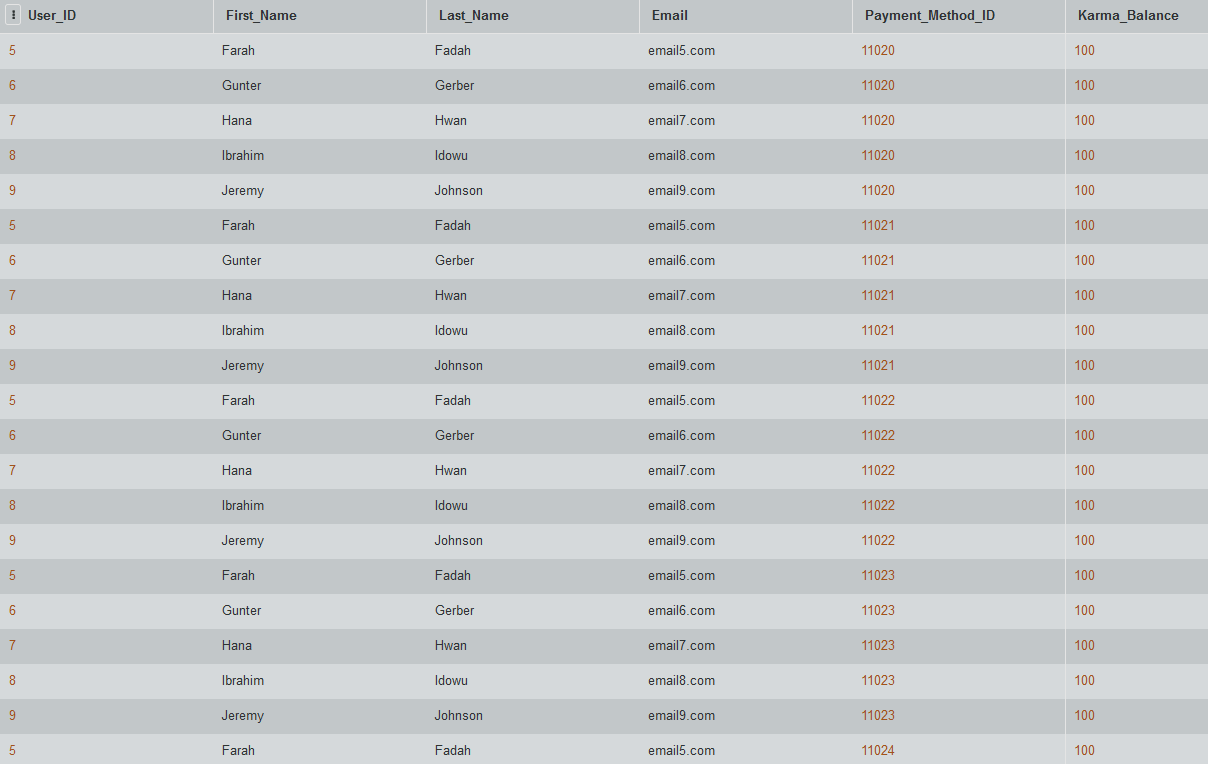 User_ID First_Name Last_Name Email Payment_Method_ID Karma_Balance
5 Farah Fadah email5.com 11020 100
6 Gunter Gerber email6.com 11020 100
7 Hana Hwan email7.com 11020 100
8 Ibrahim Idowu email8.com 11020 100
9 Jeremy Johnson email9.com 11020 100
5 Farah Fadah email5.com 11021 100
6 Gunter Gerber email6.com 11021 100
7 Hana Hwan email7.com 11021 100
8 Ibrahim Idowu email8.com 11021 100
9 Jeremy Johnson email9.com 11021 100
5 Farah Fadah email5.com 11022 100
6 Gunter Gerber email6.com 11022 100
7 Hana Hwan email7.com 11022 100
8 Ibrahim Idowu email8.com 11022 100
9 Jeremy Johnson email9.com 11022 100
5 Farah Fadah email5.com 11023 100
6 Gunter Gerber email6.com 11023 100
7 Hana Hwan email7.com 11023 100
8 Ibrahim Idowu email8.com 11023 100
9 Jeremy Johnson email9.com 11023 100
5 Farah Fadah email5.com 11024 100